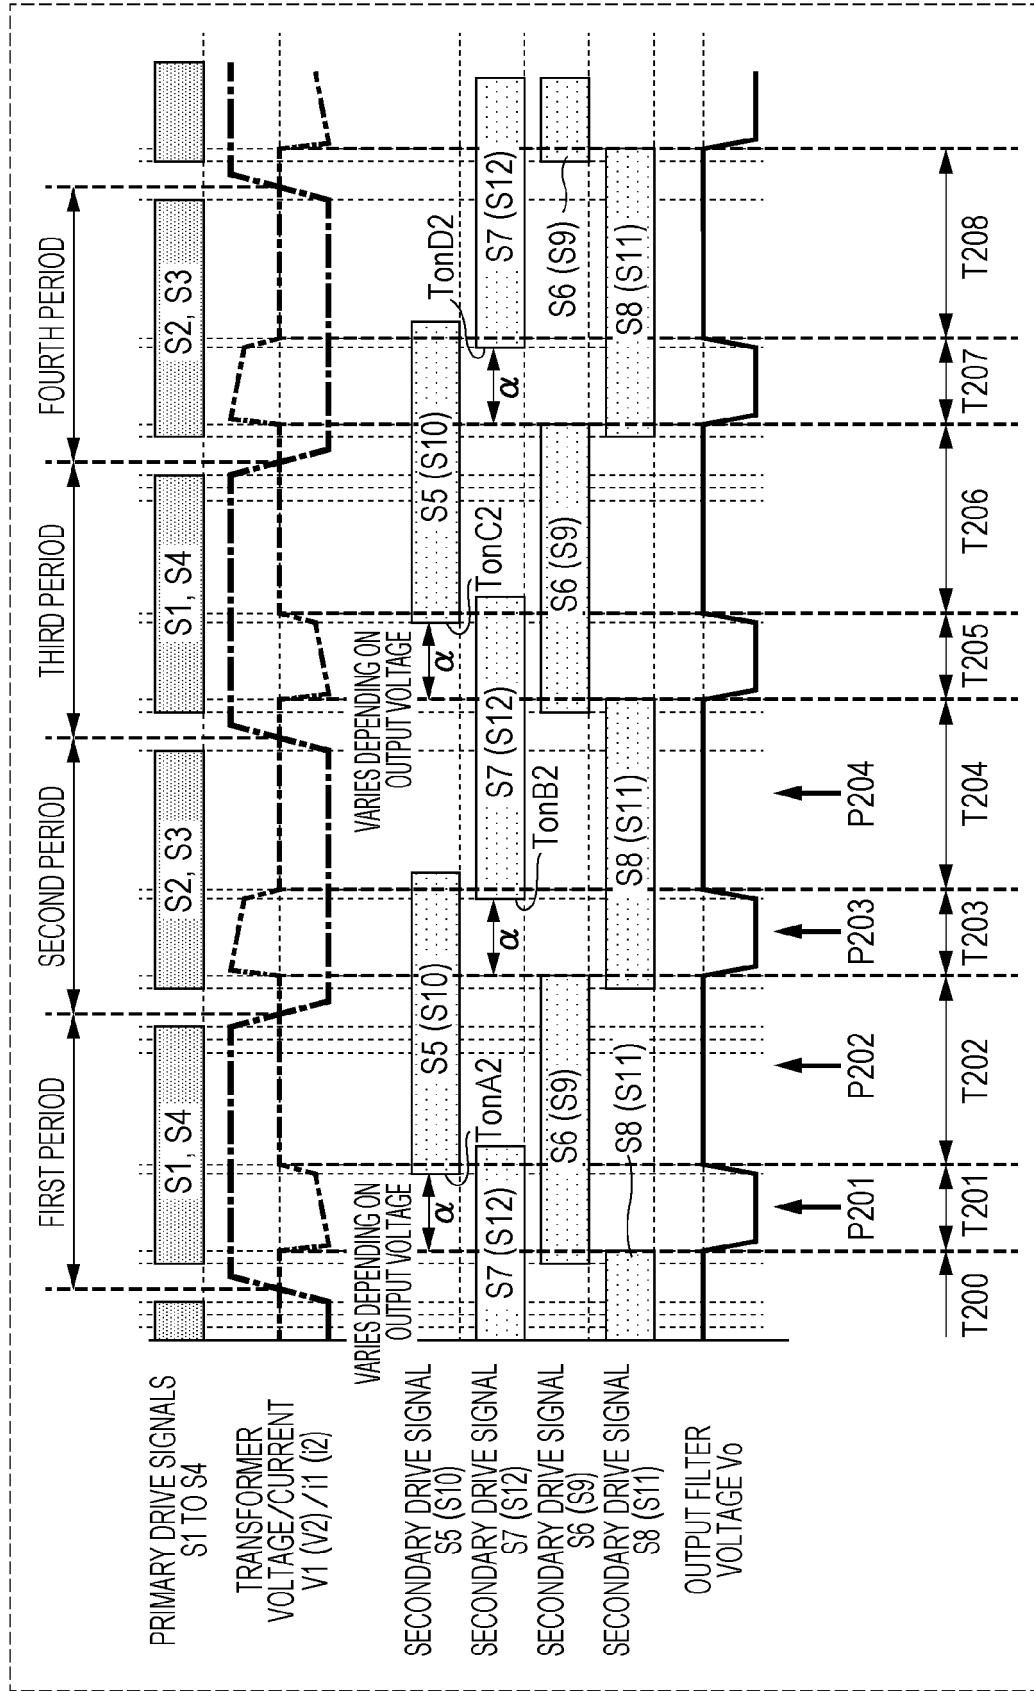 FIRST PERIOD
SECOND PERIOD
THIRD PERIOD
FOURTH PERIOD
PRIMARY DRIVE SIGNALS
S1 TO S4
S1, S4
S2, S3
S1, S4
S2, S3
TRANSFORMER
VOLTAGE/CURRENT
V1 (V2)/i1 (i2)
VARIES DEPENDING ON
OUTPUT VOLTAGE
VARIES DEPENDING ON
OUTPUT VOLTAGE
SECONDARY DRIVE SIGNAL
S5 (S10)
α
S5 (S10)
α
S5 (S10)
TonD2
SECONDARY DRIVE SIGNAL
S7 (S12)
S7 (S12)
TonA2
α
S7 (S12)
TonC2
α
S7 (S12)
SECONDARY DRIVE SIGNAL
S6 (S9)
S6 (S9)
TonB2
S6 (S9)
S6 (S9)
SECONDARY DRIVE SIGNAL
S8 (S11)
S8 (S11)
S8 (S11)
S8 (S11)
OUTPUT FILTER
VOLTAGE Vo
P201
P202
P203
P204
T200
T201
T202
T203
T204
T205
T206
T207
T208